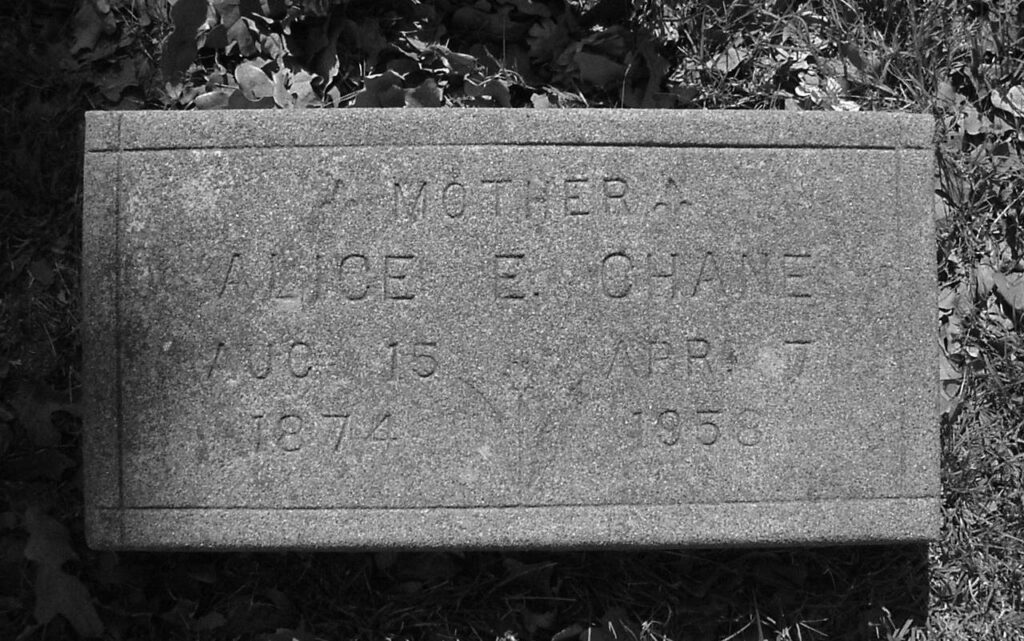 MOTHER
ALICE E. CHANE
AUG 15 APR. 7
1874 1958